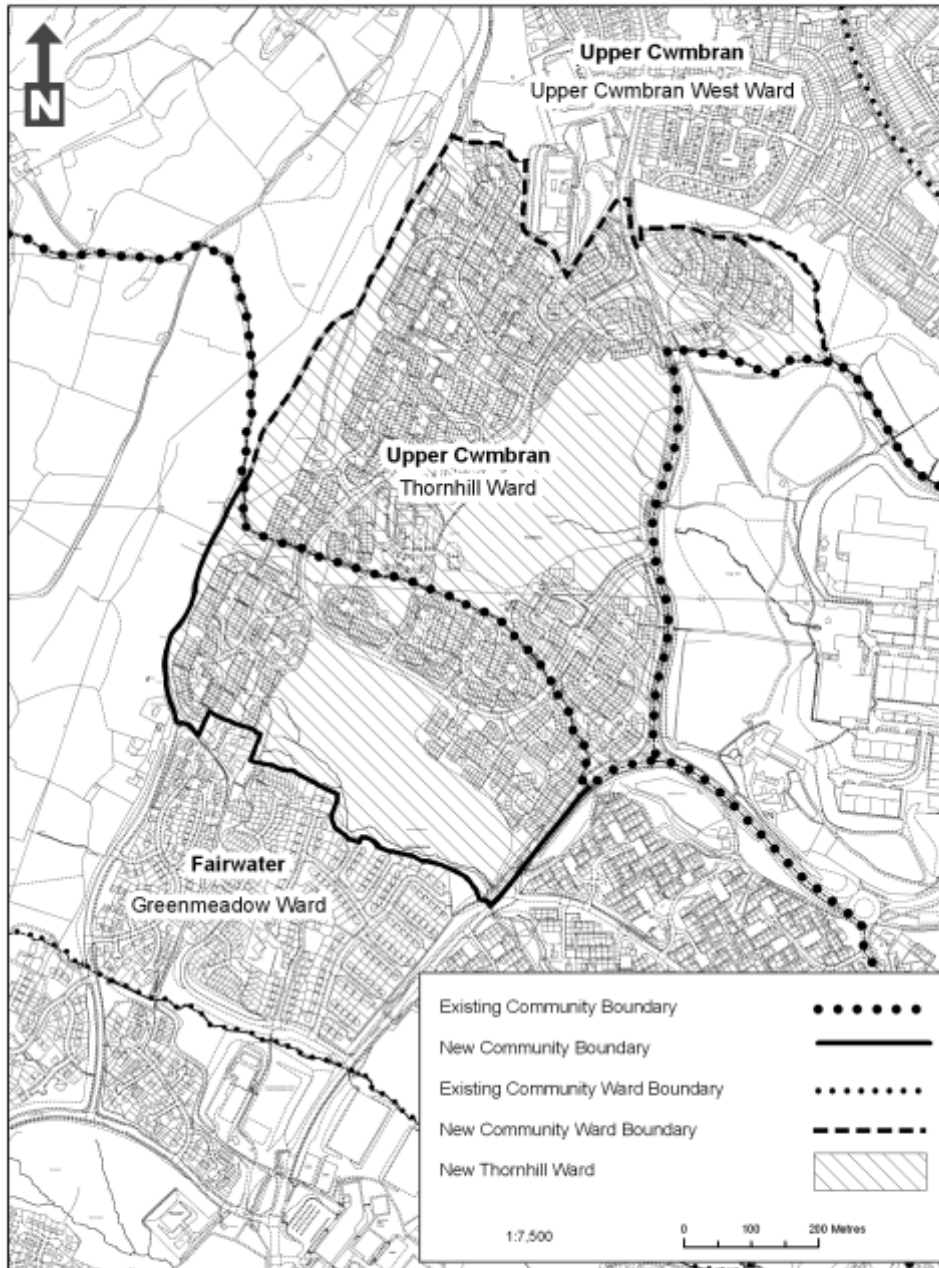 N
Upper Cwmbran
Upper Cwmbran West Ward
Upper Cwmbran
Thornhill Ward
Fairwater
Greenmeadow Ward
Existing Community Boundary
New Community Boundary
Existing Community Ward Boundary
New Community Ward Boundary
New Thornhill Ward
1:7,500
0 100 200 Metres